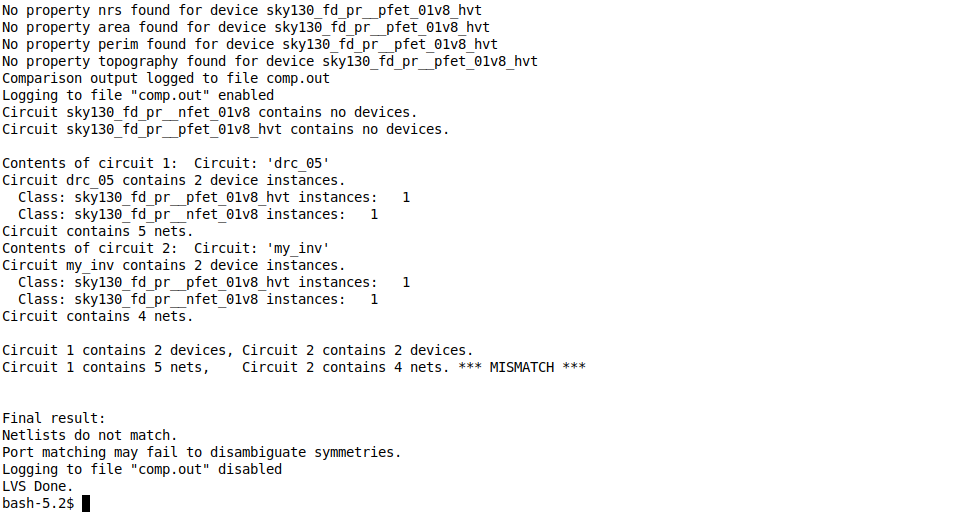 No property nrs found for device sky130_fd_pr__pfet_01v8_hvt
No property area found for device sky130_fd_pr__pfet_01v8_hvt
No property perim found for device sky130_fd_pr__pfet_01v8_hvt
No property topography found for device sky130_fd_pr__pfet_01v8_hvt
Comparison output logged to file comp.out
Logging to file "comp.out" enabled
Circuit sky130_fd_pr__nfet_01v8 contains no devices.
Circuit sky130_fd_pr__pfet_01v8_hvt contains no devices.

Contents of circuit 1:  Circuit: 'drc_05'
Circuit drc_05 contains 2 device instances.
  Class: sky130_fd_pr__pfet_01v8_hvt instances:   1
  Class: sky130_fd_pr__nfet_01v8 instances:   1
Circuit contains 5 nets.
Contents of circuit 2:  Circuit: 'my_inv'
Circuit my_inv contains 2 device instances.
  Class: sky130_fd_pr__pfet_01v8_hvt instances:   1
  Class: sky130_fd_pr__nfet_01v8 instances:   1
Circuit contains 4 nets.

Circuit 1 contains 2 devices, Circuit 2 contains 2 devices.
Circuit 1 contains 5 nets,    Circuit 2 contains 4 nets. *** MISMATCH ***


Final result:
Netlists do not match.
Port matching may fail to disambiguate symmetries.
Logging to file "comp.out" disabled
LVS Done.
bash-5.2$